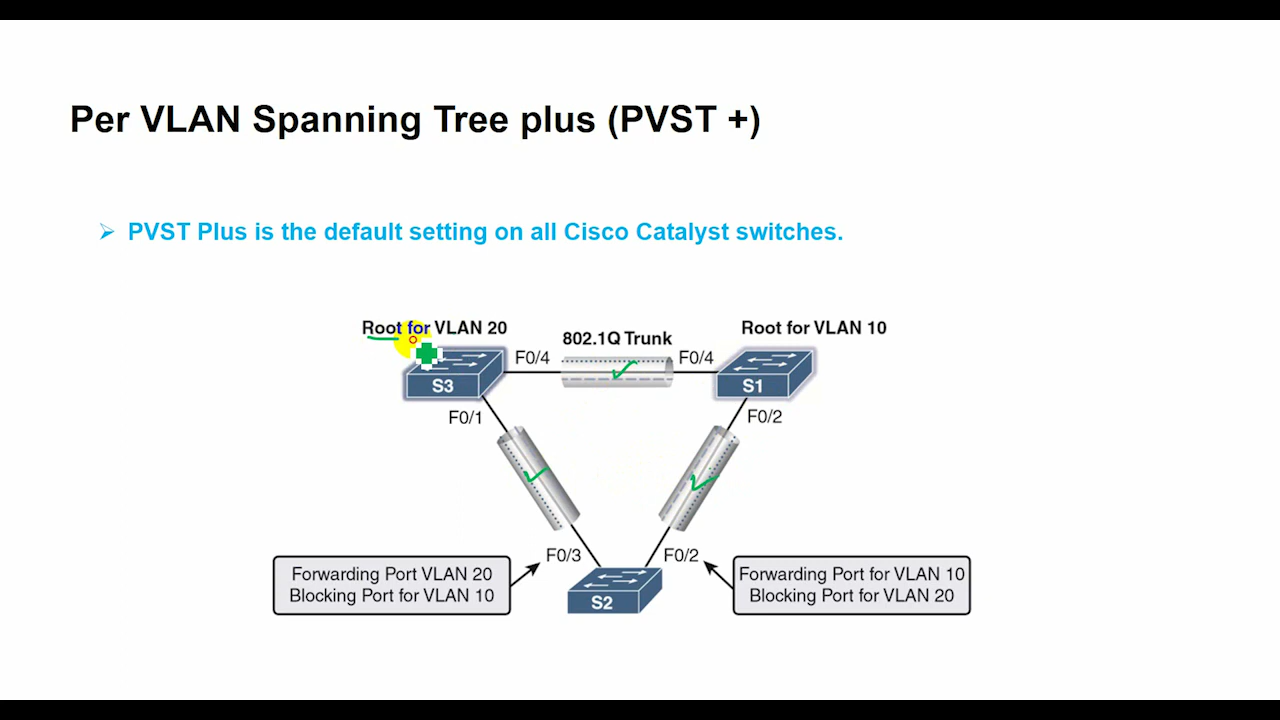 Per VLAN Spanning Tree plus (PVST +)
PVST Plus is the default setting on all Cisco Catalyst switches.
Root for VLAN 20
802.1Q Trunk
Root for VLAN 10
F0/4
F0/4
S3
S1
F0/1
F0/2
F0/3
F0/2
Forwarding Port VLAN 20
Blocking Port for VLAN 10
S2
Forwarding Port for VLAN 10
Blocking Port for VLAN 20